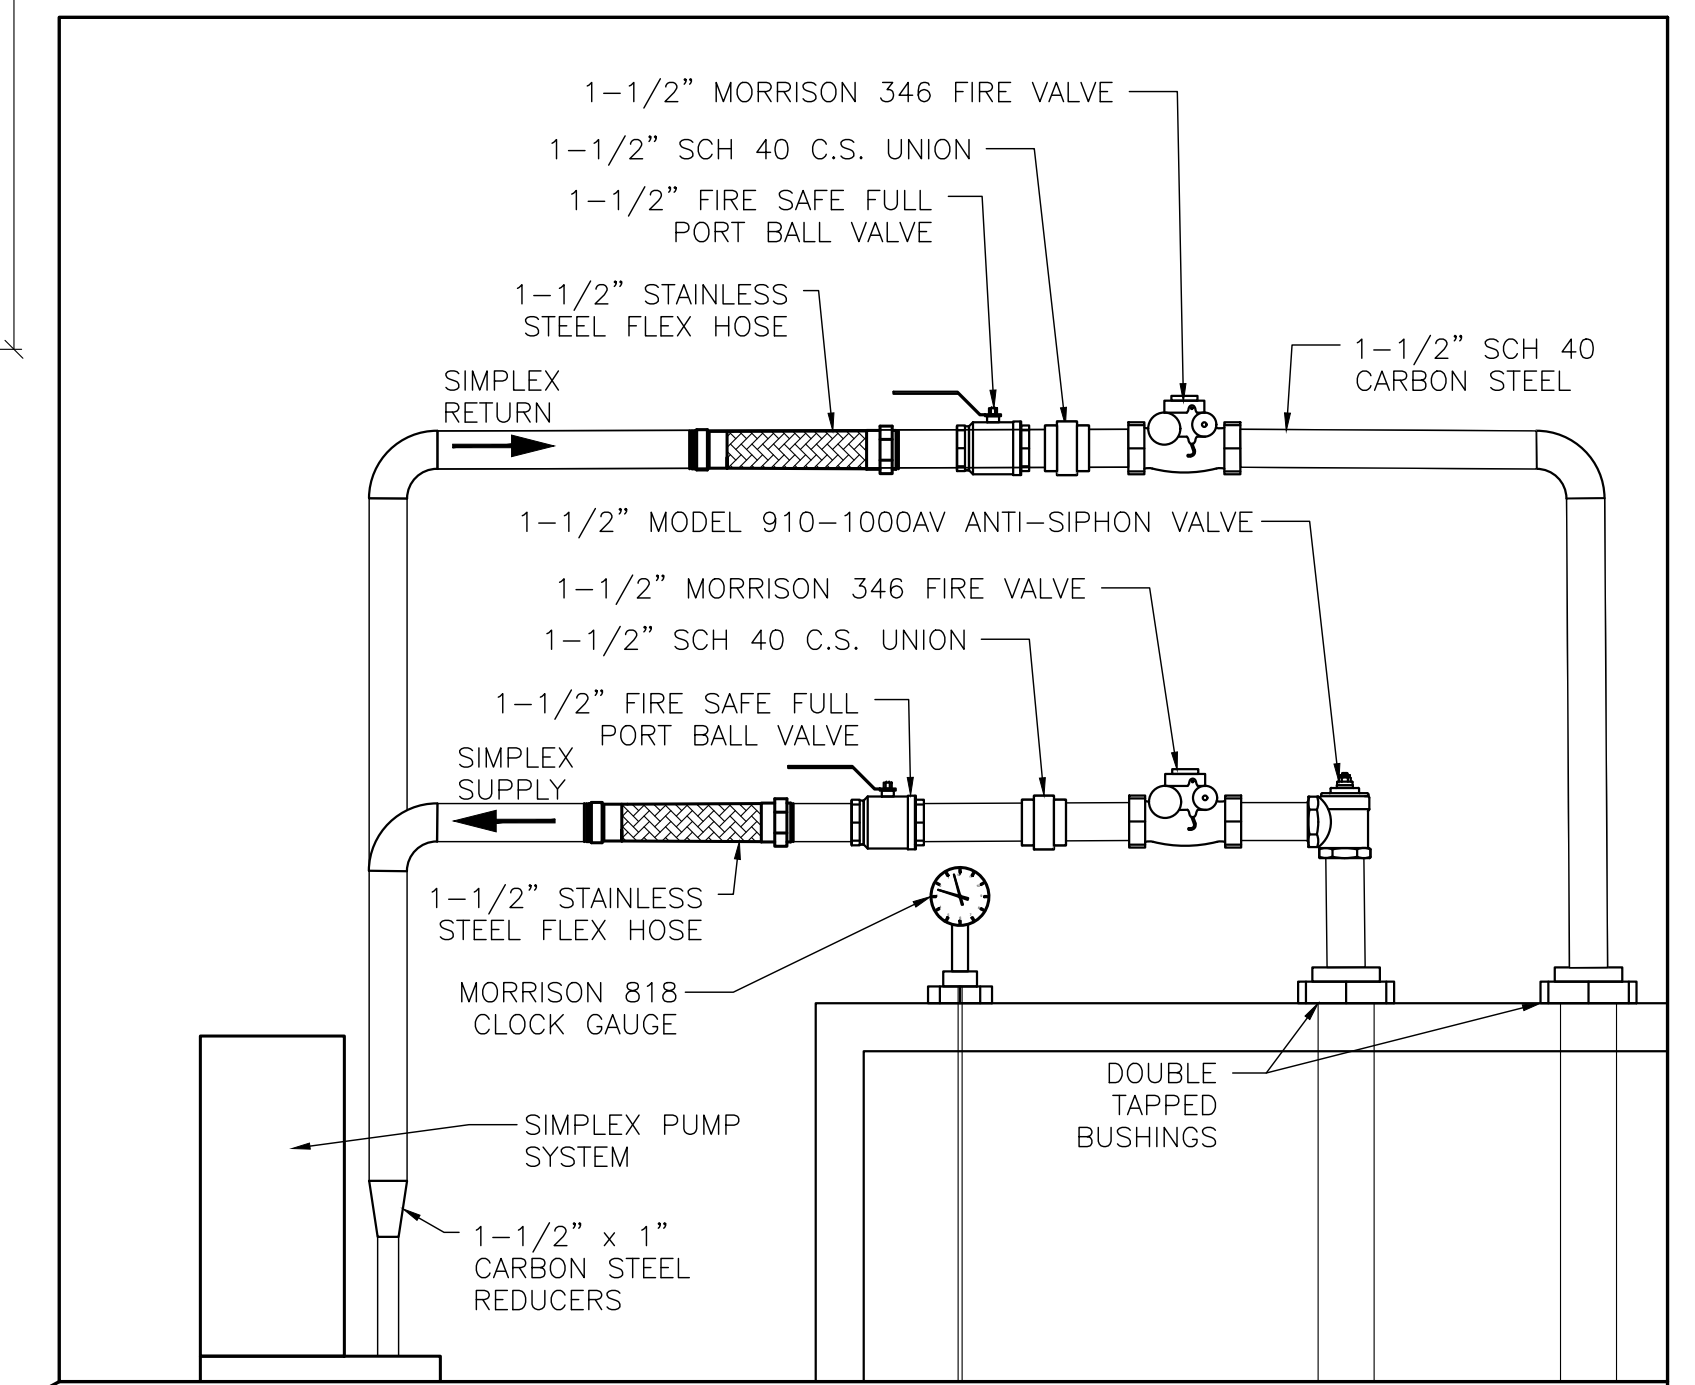 1-1/2" MORRISON 346 FIRE VALVE
1-1/2" SCH 40 C.S. UNION
1-1/2" FIRE SAFE FULL
PORT BALL VALVE
1-1/2" STAINLESS
STEEL FLEX HOSE
1-1/2" SCH 40
CARBON STEEL
SIMPLEX
RETURN
1-1/2" MODEL 910-1000AV ANTI-SIPHON VALVE
1-1/2" MORRISON 346 FIRE VALVE
1-1/2" SCH 40 C.S. UNION
1-1/2" FIRE SAFE FULL
PORT BALL VALVE
SIMPLEX
SUPPLY
1-1/2" STAINLESS
STEEL FLEX HOSE
MORRISON 818
CLOCK GAUGE
DOUBLE
TAPPED
BUSHINGS
SIMPLEX PUMP
SYSTEM
1-1/2" x 1"
CARBON STEEL
REDUCERS